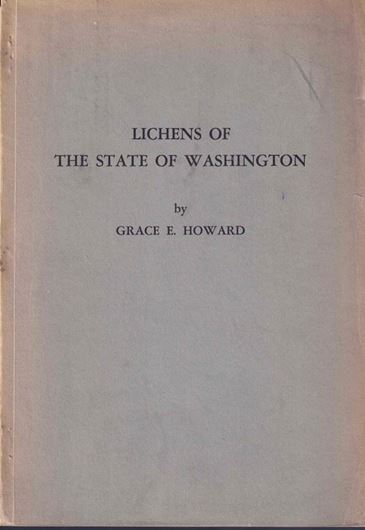 LICHENS OF
THE STATE OF WASHINGTON
by
GRACE E. HOWARD